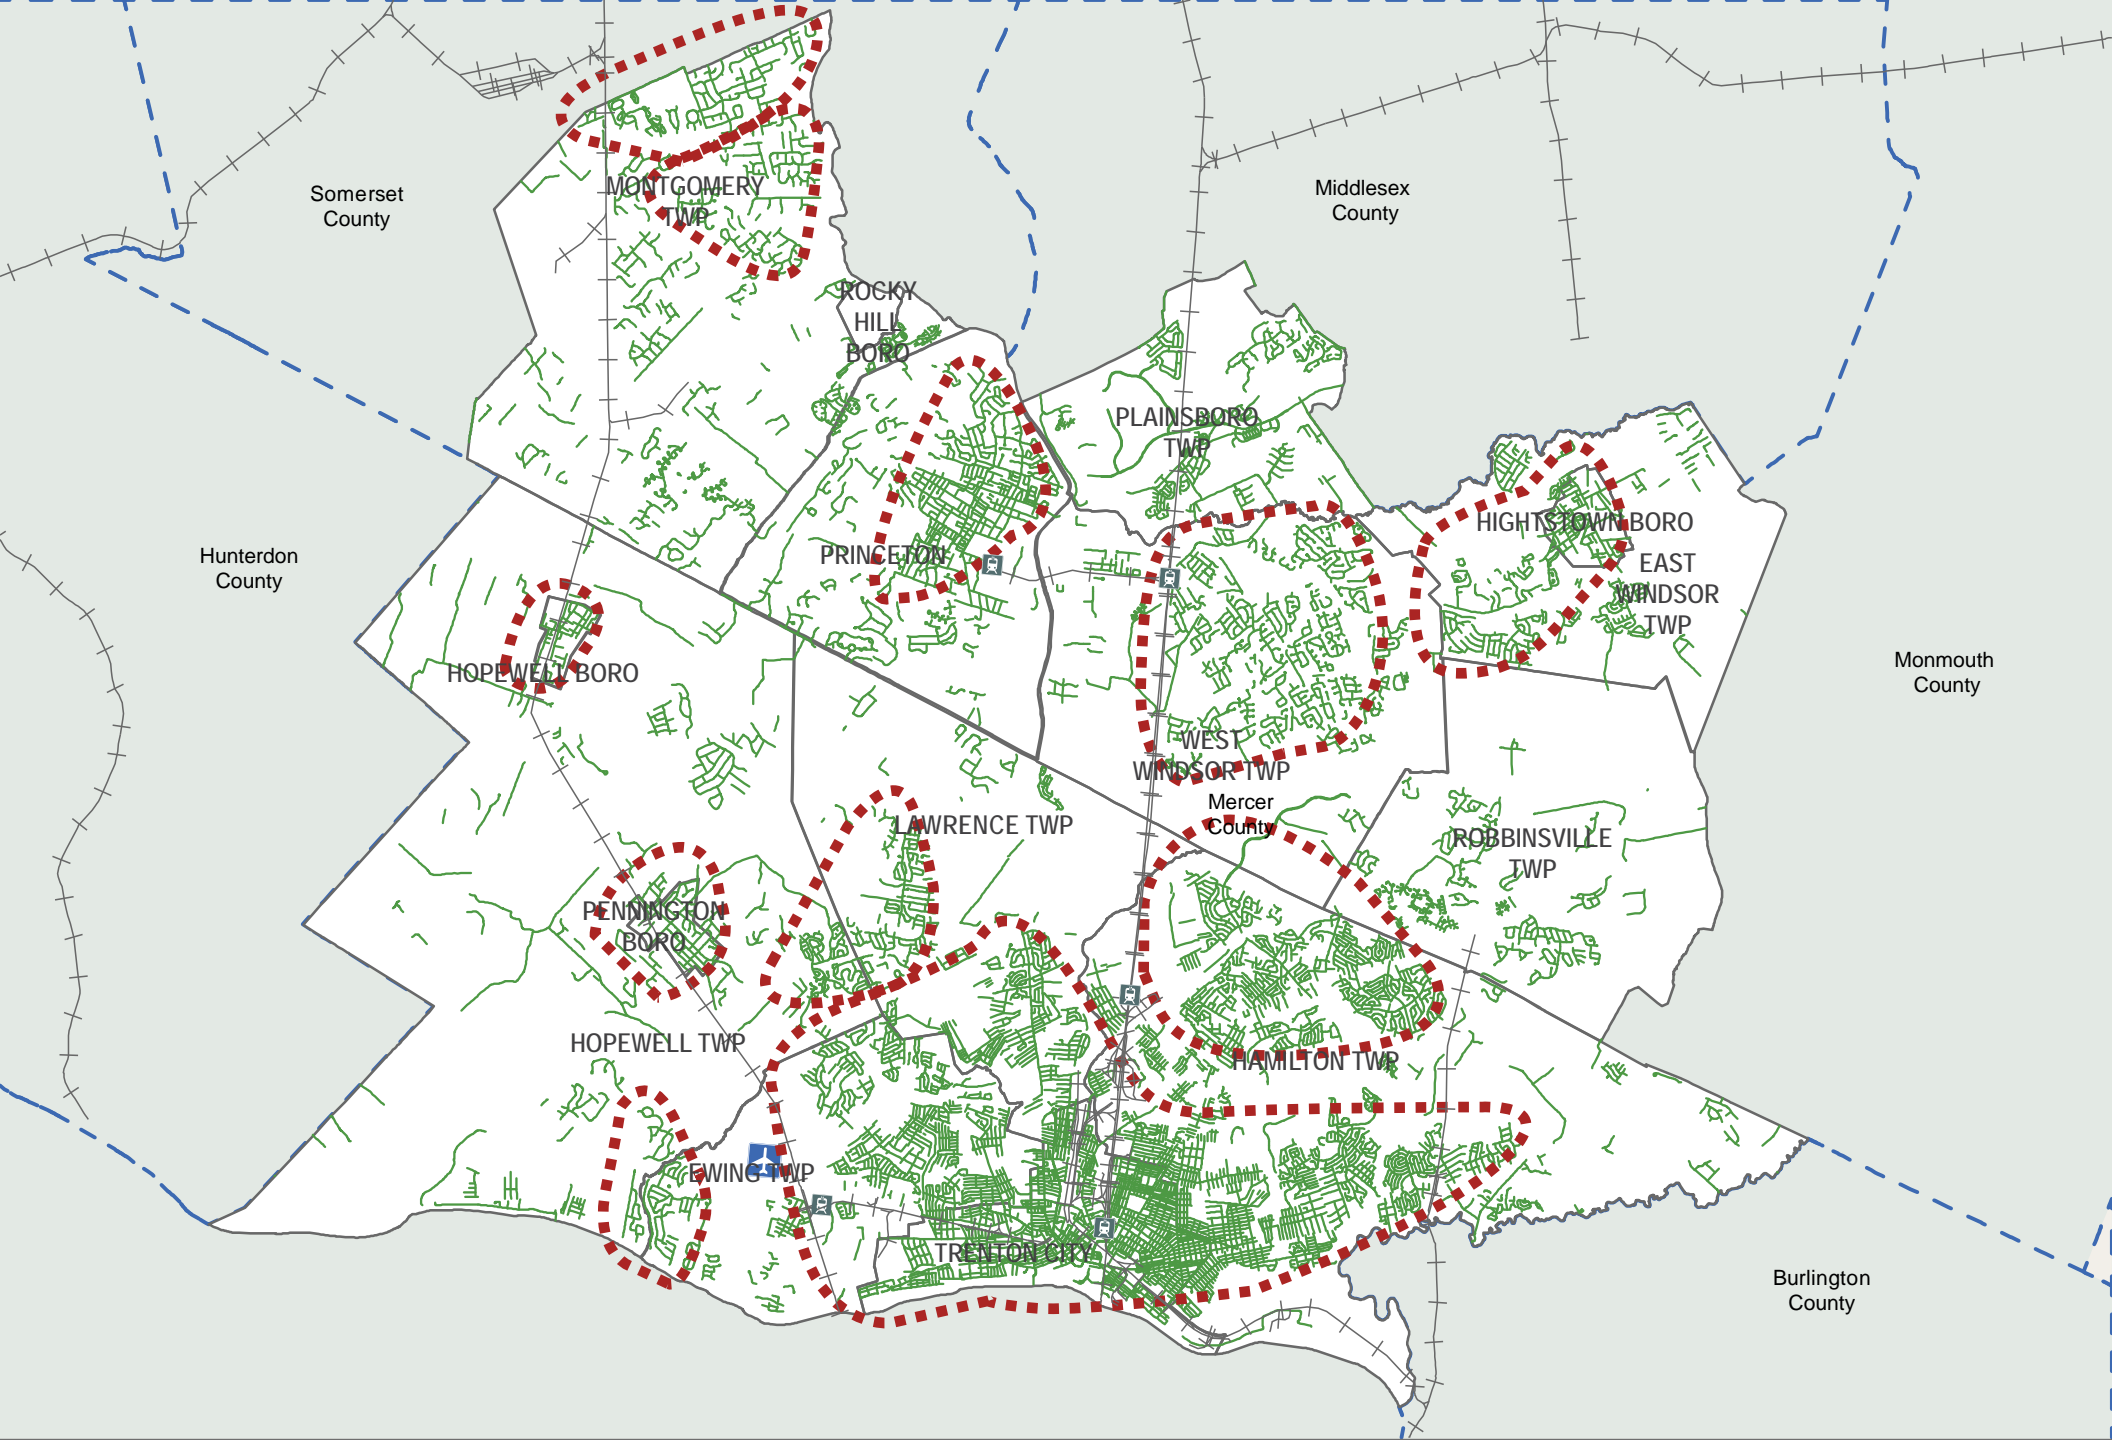 Somerset
County
MONTGOMERY
TWP
Middlesex
County
ROCKY
HILL
BORO
PLAINSBORO
TWP
HIGHTSTOWN BORO
EAST
WINDSOR
TWP
Hunterdon
County
PRINCETON
HOPEWELL BORO
Monmouth
County
WEST
WINDSOR TWP
Mercer
County
LAWRENCE TWP
ROBBINSVILLE
TWP
PENNINGTON
BORO
HOPEWELL TWP
HAMILTON TWP
EWING TWP
TRENTON CITY
Burlington
County